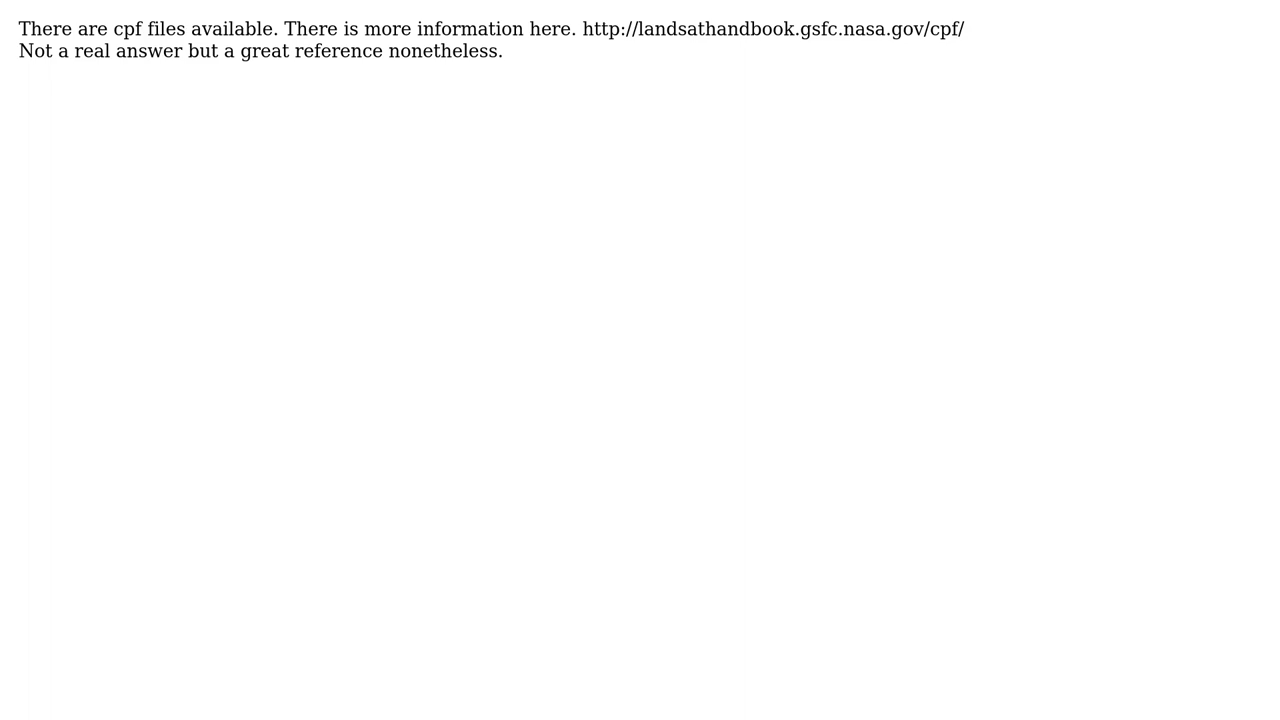 There are cpf files available. There is more information here. http://landsathandbook.gsfc.nasa.gov/cpf/
Not a real answer but a great reference nonetheless.